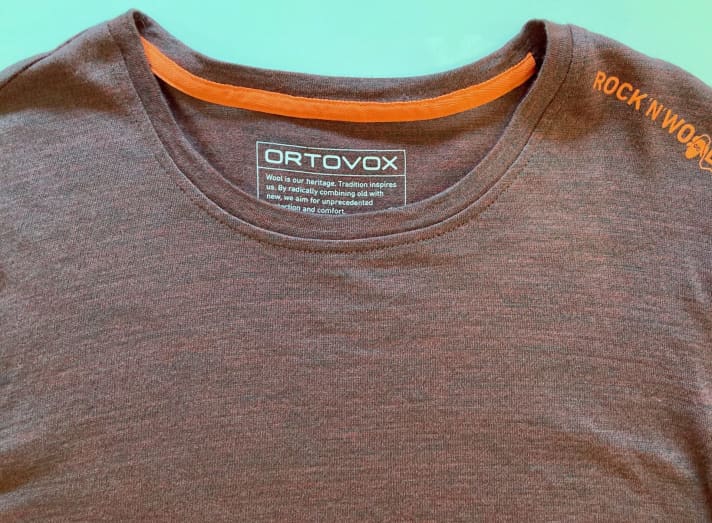 ORTOVOX
Wool is our heritage. Tradition inspires
us. By radically combining old with
new, we aim for unprecedented
and comfort.
ROCK'N WOOL